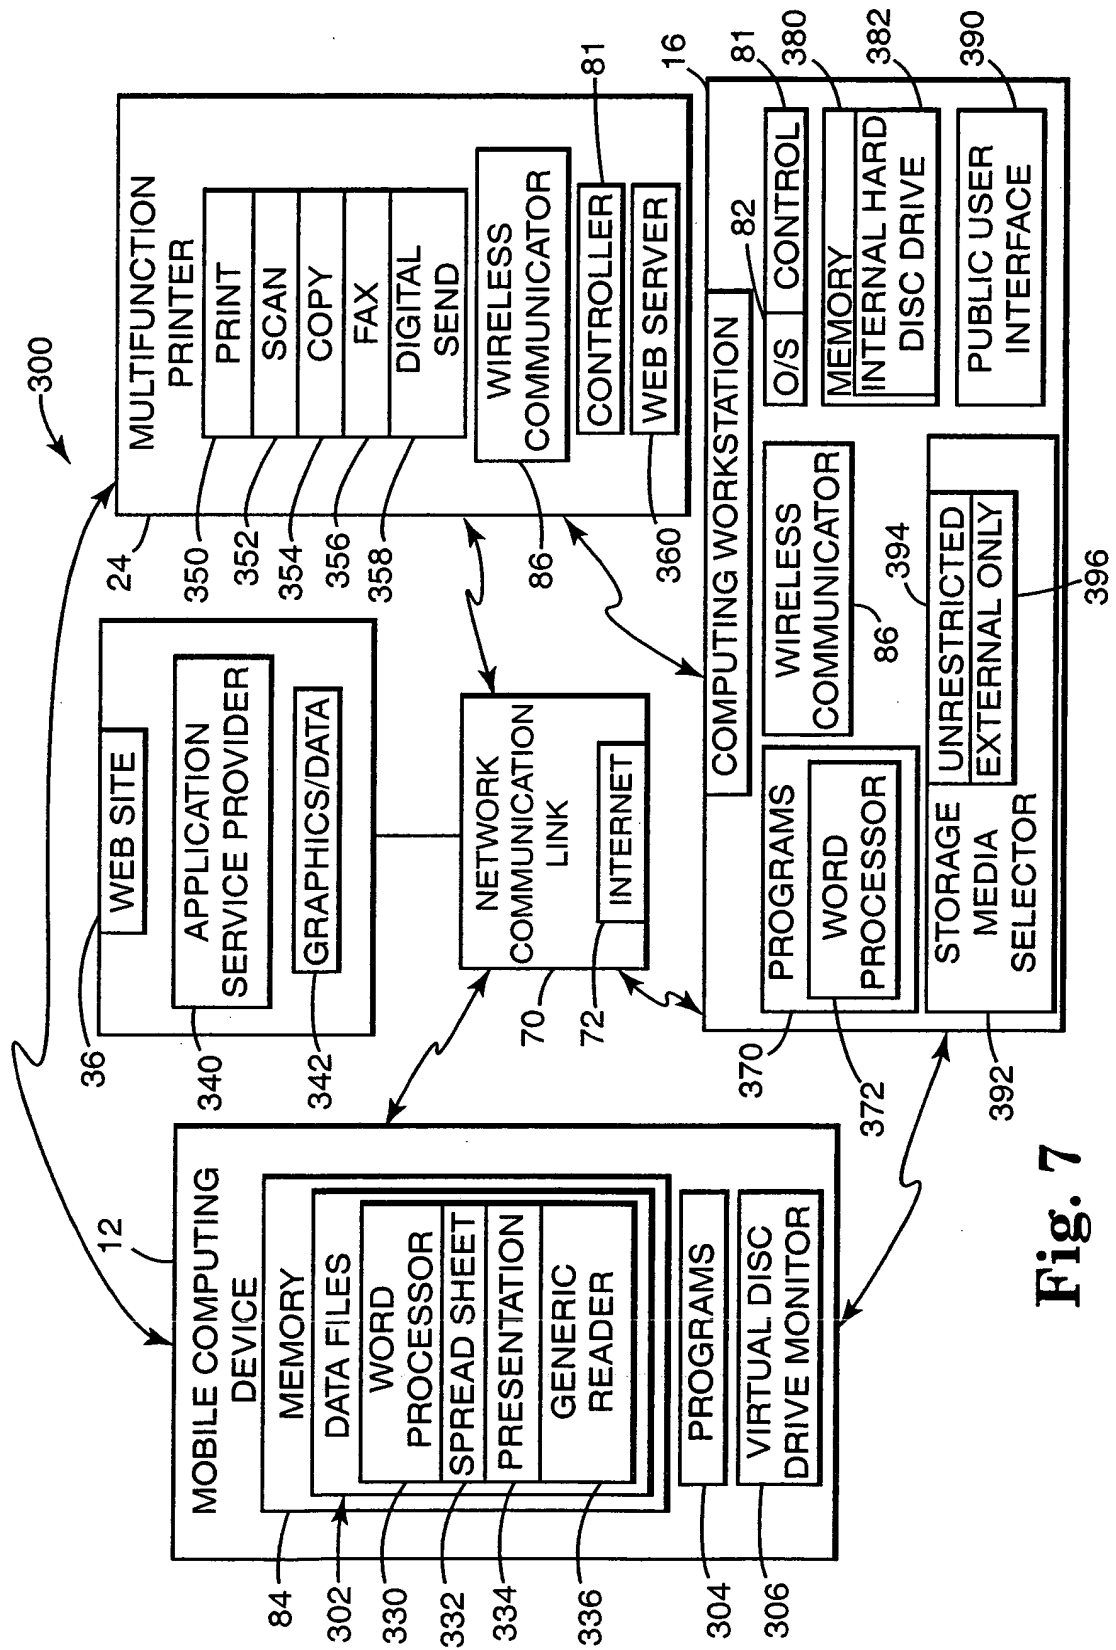 300
12
MOBILE COMPUTING
DEVICE
MEMORY
DATA FILES
WORD
PROCESSOR
SPREAD SHEET
PRESENTATION
GENERIC
READER
PROGRAMS
VIRTUAL DISC
DRIVE MONITOR
84
302
330
332
334
336
304
306
36
WEB SITE
APPLICATION
SERVICE PROVIDER
GRAPHICS/DATA
340
342
NETWORK
COMMUNICATION
LINK
INTERNET
70
72
24
MULTIFUNCTION
PRINTER
PRINT
SCAN
COPY
FAX
DIGITAL
SEND
WIRELESS
COMMUNICATOR
CONTROLLER
WEB SERVER
350
352
354
356
358
86
360
81
16
COMPUTING WORKSTATION
PROGRAMS
WORD
PROCESSOR
370
372
WIRELESS
COMMUNICATOR
86
82
O/S
CONTROL
81
MEMORY
INTERNAL HARD
DISC DRIVE
380
382
PUBLIC USER
INTERFACE
390
STORAGE
MEDIA
SELECTOR
392
UNRESTRICTED
EXTERNAL ONLY
394
396
Fig. 7